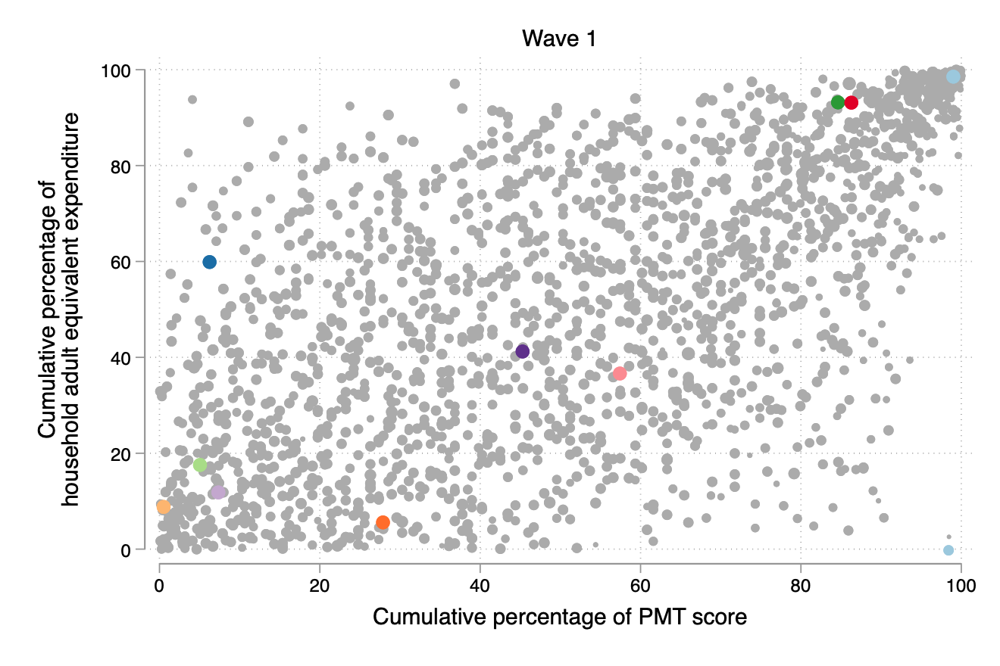 Wave 1
Cumulative percentage of
household adult equivalent expenditure
100
80
60
40
20
0
0 20 40 60 80 100
Cumulative percentage of PMT score